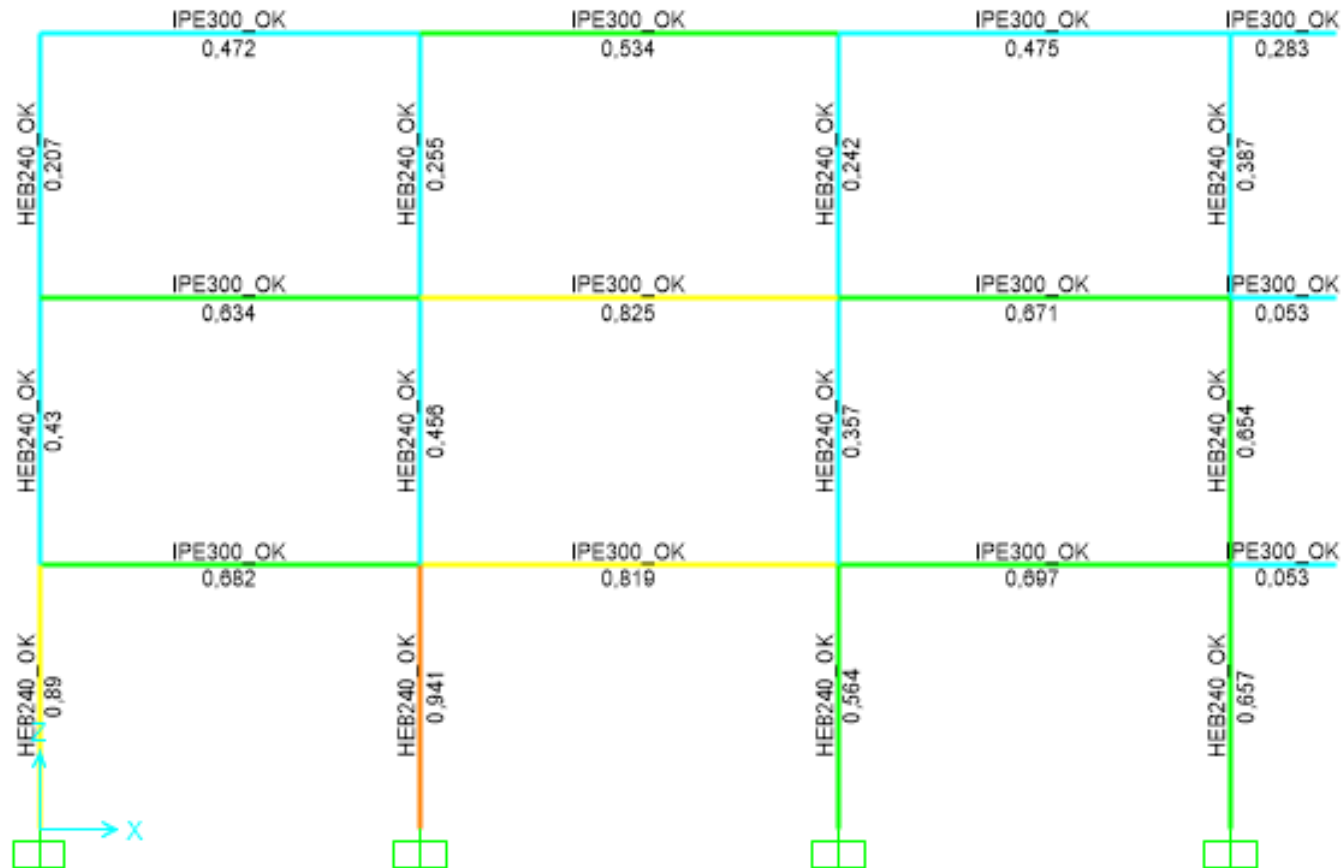 IPE300_OK IPE300_OK IPE300_OK IPE300_OK
0,472 0,534 0,475 0,283
HEB240_OK
0,207
HEB240_OK
0,255
HEB240_OK
0,242
HEB240_OK
0,387
IPE300_OK IPE300_OK IPE300_OK IPE300_OK
0,634 0,825 0,671 0,053
HEB240_OK
0,43
HEB240_OK
0,456
HEB240_OK
0,357
HEB240_OK
0,654
IPE300_OK IPE300_OK IPE300_OK IPE300_OK
0,682 0,819 0,697 0,053
HEB240_OK
0,89
HEB240_OK
0,941
HEB240_OK
0,564
HEB240_OK
0,657
Z
X